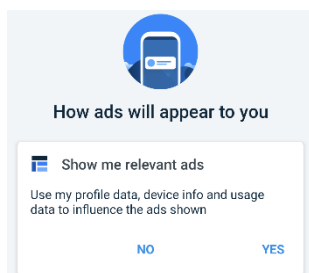 How ads will appear to you
Show me relevant ads
Use my profile data, device info and usage
data to influence the ads shown
NO YES